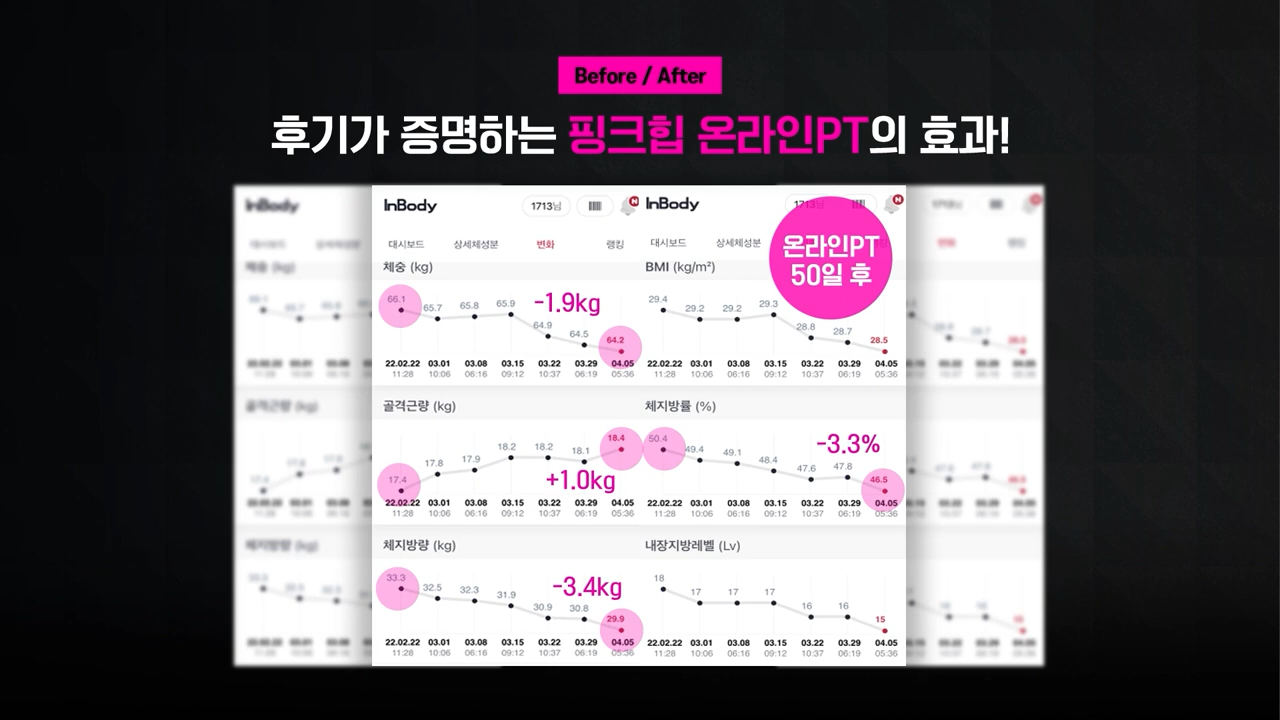 Before / After
후기가 증명하는 핑크힙 온라인PT의 효과!
InBody
1713님
N
대시보드 상세체성분 변화 랭킹
체중 (kg)
66.1 65.7 65.8 65.9 64.9 64.5 64.2
-1.9kg
22.02.22 03.01 03.08 03.15 03.22 03.29 04.05
11:28 10:06 06:16 09:12 10:37 06:19 05:36
골격근량 (kg)
17.4 17.8 17.9 18.2 18.2 18.1 18.4
+1.0kg
22.02.22 03.01 03.08 03.15 03.22 03.29 04.05
11:28 10:06 06:16 09:12 10:37 06:19 05:36
체지방량 (kg)
33.3 32.5 32.3 31.9 30.9 30.8 29.9
-3.4kg
22.02.22 03.01 03.08 03.15 03.22 03.29 04.05
11:28 10:06 06:16 09:12 10:37 06:19 05:36
InBody
1713님
N
대시보드 상세체성분
온라인PT
50일 후
BMI (kg/m²)
29.4 29.2 29.2 29.3 28.8 28.7 28.5
22.02.22 03.01 03.08 03.15 03.22 03.29 04.05
11:28 10:06 06:16 09:12 10:37 06:19 05:36
체지방률 (%)
50.4 49.4 49.1 48.4 47.6 47.8 46.5
-3.3%
22.02.22 03.01 03.08 03.15 03.22 03.29 04.05
11:28 10:06 06:16 09:12 10:37 06:19 05:36
내장지방레벨 (Lv)
18 17 17 17 16 16 15
22.02.22 03.01 03.08 03.15 03.22 03.29 04.05
11:28 10:06 06:16 09:12 10:37 06:19 05:36